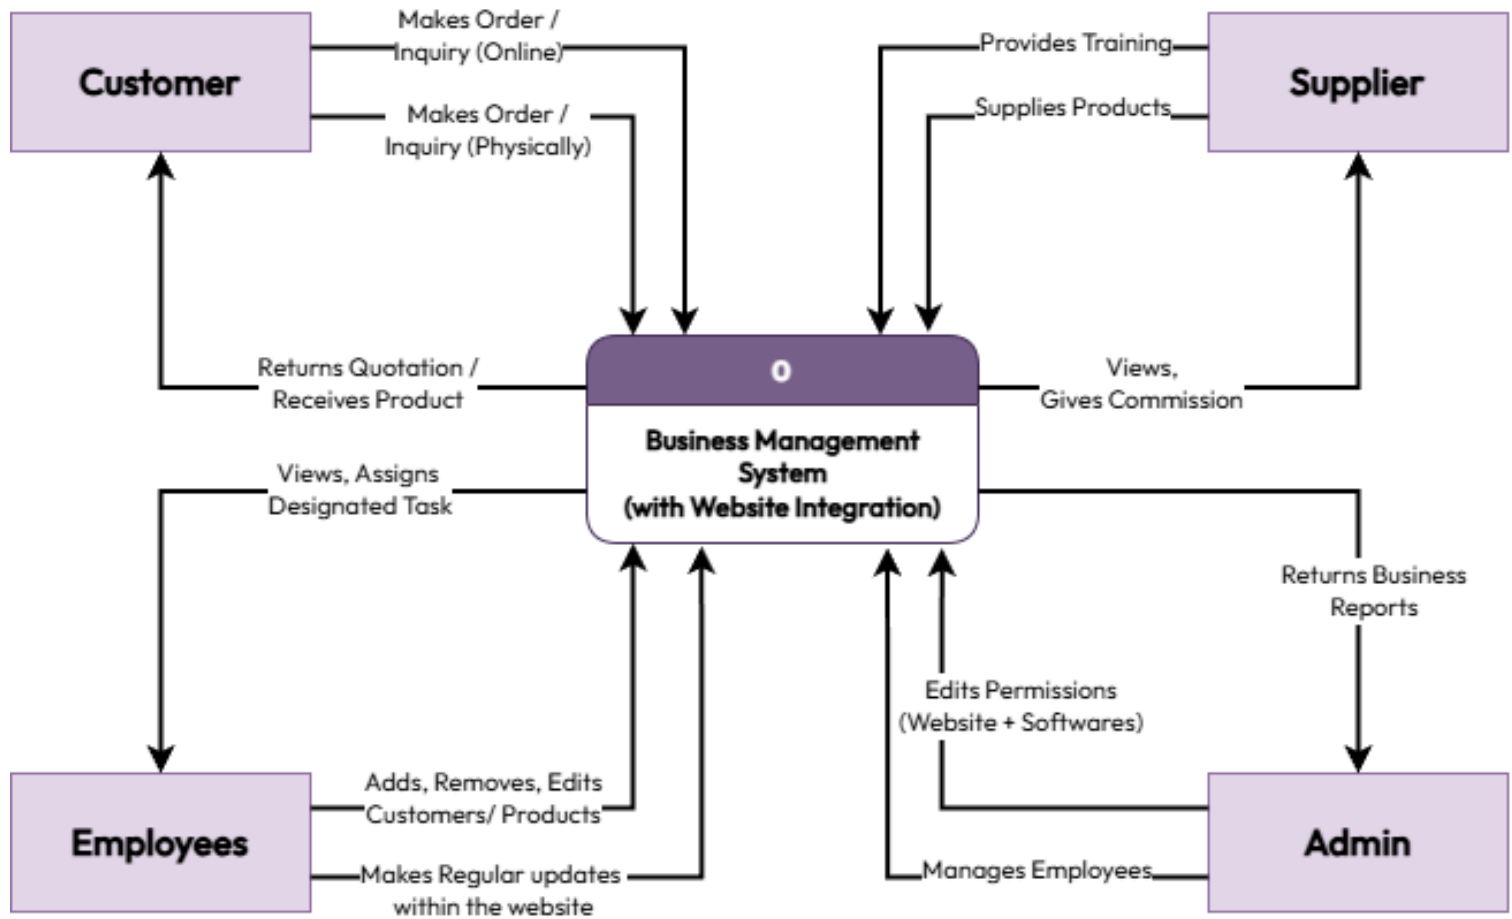 Makes Order /
Inquiry (Online)
Customer
Makes Order /
Inquiry (Physically)
Provides Training
Supplies Products
Supplier
Returns Quotation /
Receives Product
0
Views,
Gives Commission
Business Management
System
(with Website Integration)
Views, Assigns
Designated Task
Returns Business
Reports
Edits Permissions
(Website + Softwares)
Adds, Removes, Edits
Customers/ Products
Employees
Makes Regular updates
within the website
Manages Employees
Admin